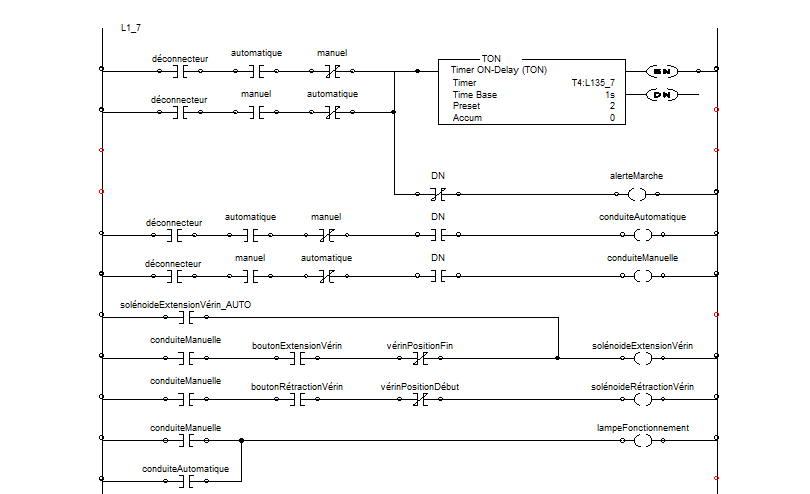 L1_7
déconnecteur automatique manuel
TON
Timer ON-Delay (TON)
Timer T4:L135_7
Time Base 1s
Preset 2
Accum 0
EN
DN
déconnecteur manuel automatique
DN alerteMarche
déconnecteur automatique manuel DN conduiteAutomatique
déconnecteur manuel automatique DN conduiteManuelle
solénoideExtensionVérin_AUTO
conduiteManuelle boutonExtensionVérin vérinPositionFin solénoideExtensionVérin
conduiteManuelle boutonRétractionVérin vérinPositionDébut solénoideRétractionVérin
conduiteManuelle lampeFonctionnement
conduiteAutomatique